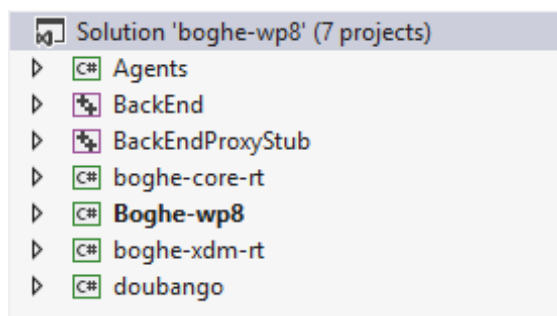 Solution 'boghe-wp8' (7 projects)
C# Agents
BackEnd
BackEndProxyStub
C# boghe-core-rt
C# Boghe-wp8
C# boghe-xdm-rt
C# doubango